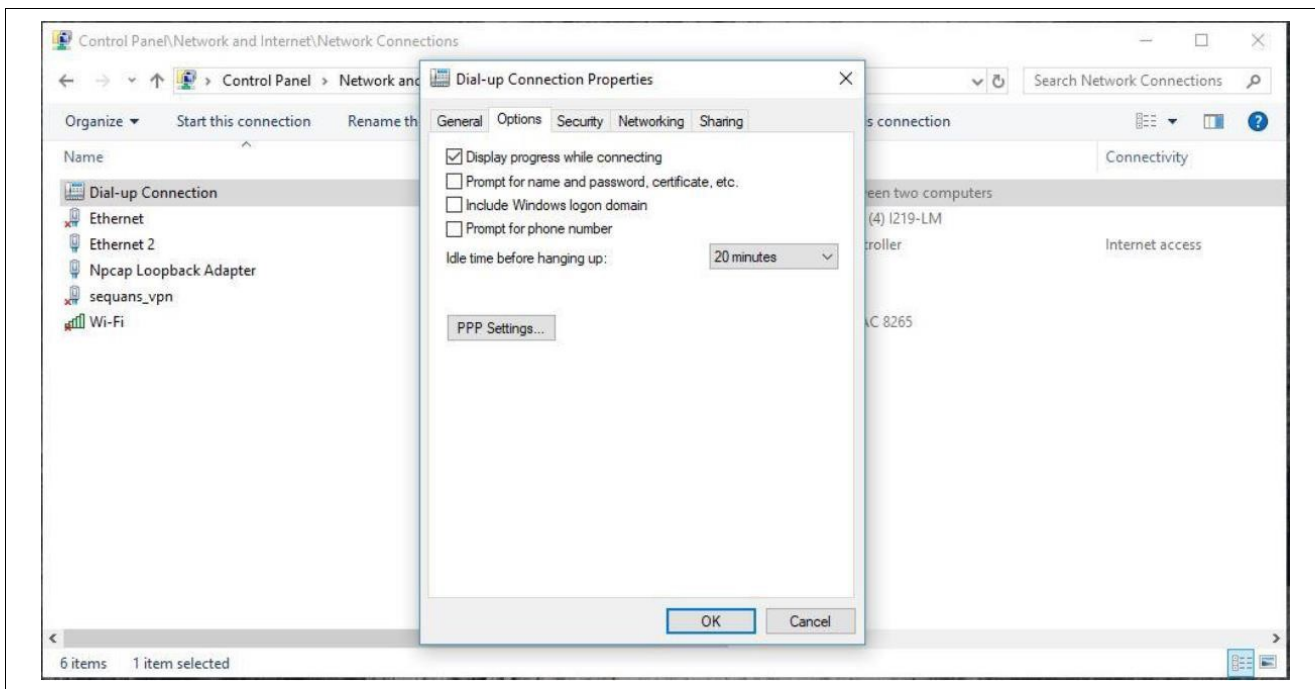 Control Panel\Network and Internet\Network Connections
Control Panel > Network and
Search Network Connections
Organize
Start this connection
Rename th
s connection
Name
Connectivity
Dial-up Connection
een two computers
Ethernet
(4) I219-LM
Ethernet 2
troller
Internet access
Npcap Loopback Adapter
sequans_vpn
Wi-Fi
AC 8265
Dial-up Connection Properties
General
Options
Security
Networking
Sharing
Display progress while connecting
Prompt for name and password, certificate, etc.
Include Windows logon domain
Prompt for phone number
Idle time before hanging up:
20 minutes
PPP Settings...
OK
Cancel
6 items
1 item selected